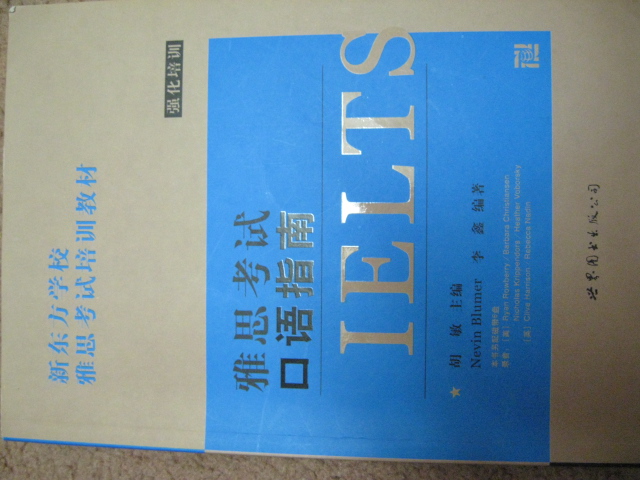 强化培训
新东方学校
雅思考试培训教材
雅思考试
口语指南
IELTS
★ 胡 敏 主编
Nevin Blumer 李 鑫 编著
世界图书出版公司